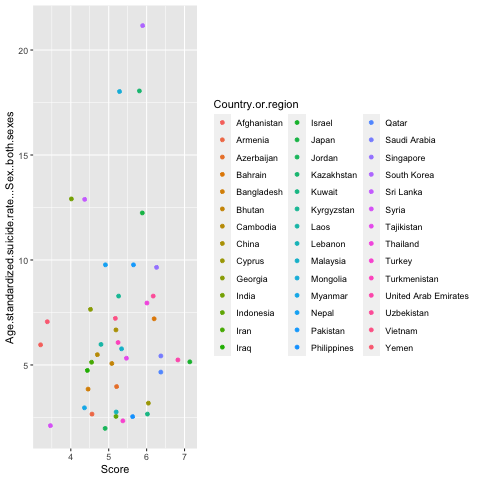 Age.standardized.suicide.rate...Sex..both.sexes
20
15
10
5
4 5 6 7
Score
Country.or.region
Afghanistan Israel Qatar
Armenia Japan Saudi Arabia
Azerbaijan Jordan Singapore
Bahrain Kazakhstan South Korea
Bangladesh Kuwait Sri Lanka
Bhutan Kyrgyzstan Syria
Cambodia Laos Tajikistan
China Lebanon Thailand
Cyprus Malaysia Turkey
Georgia Mongolia Turkmenistan
India Myanmar United Arab Emirates
Indonesia Nepal Uzbekistan
Iran Pakistan Vietnam
Iraq Philippines Yemen